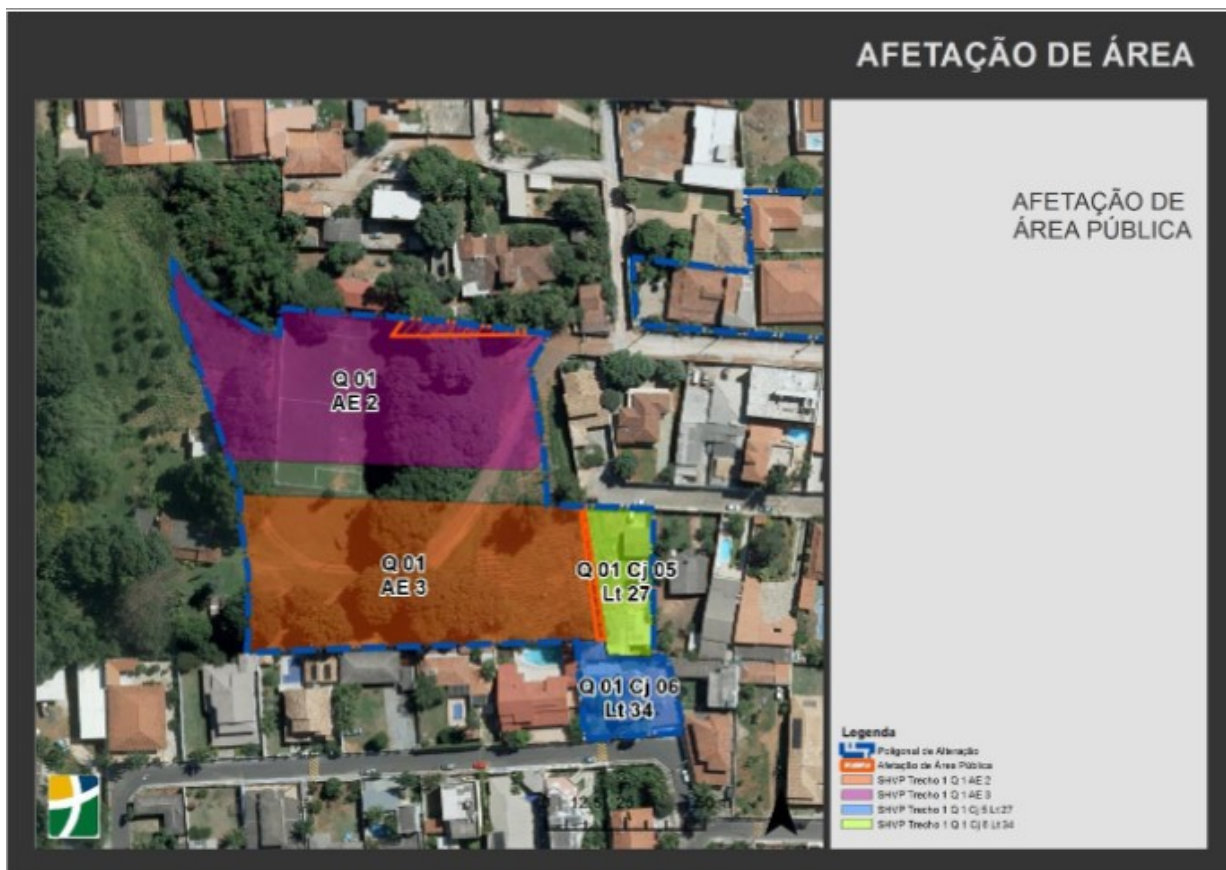 AFETAÇÃO DE ÁREA
AFETAÇÃO DE
ÁREA PÚBLICA
Q 01
AE 2
Q 01
AE 3
Q 01 Cj 05
Lt 27
Q 01 Cj 06
Lt 34
Legenda
Poligonal de Alteração
Afetação de Área Pública
SHVP Trecho 1 Q 1 AE 2
SHVP Trecho 1 Q 1 AE 3
SHVP Trecho 1 Q 1 Cj 5 Lt 27
SHVP Trecho 1 Q 1 Cj 6 Lt 34